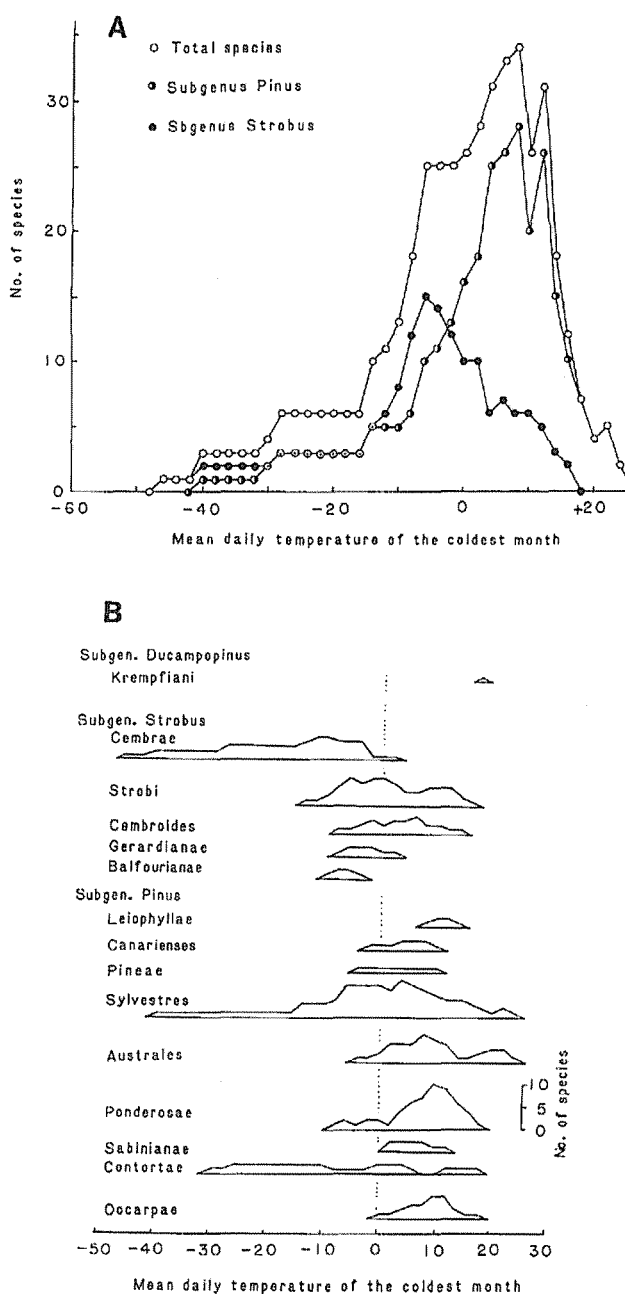 A
Total species
Subgenus Pinus
Sbgenus Strobus
30
20
10
0
No. of species
-60 -40 -20 0 +20
Mean daily temperature of the coldest month
B
Subgen. Ducampopinus
Krempfiani
Subgen. Strobus
Cembrae
Strobi
Cembroides
Gerardianae
Balfourianae
Subgen. Pinus
Leiophyllae
Canarienses
Pineae
Sylvestres
Australes
Ponderosae
Sabinianae
Contortae
Oocarpae
10
5
0
No. of species
-50 -40 -30 -20 -10 0 10 20 30
Mean daily temperature of the coldest month